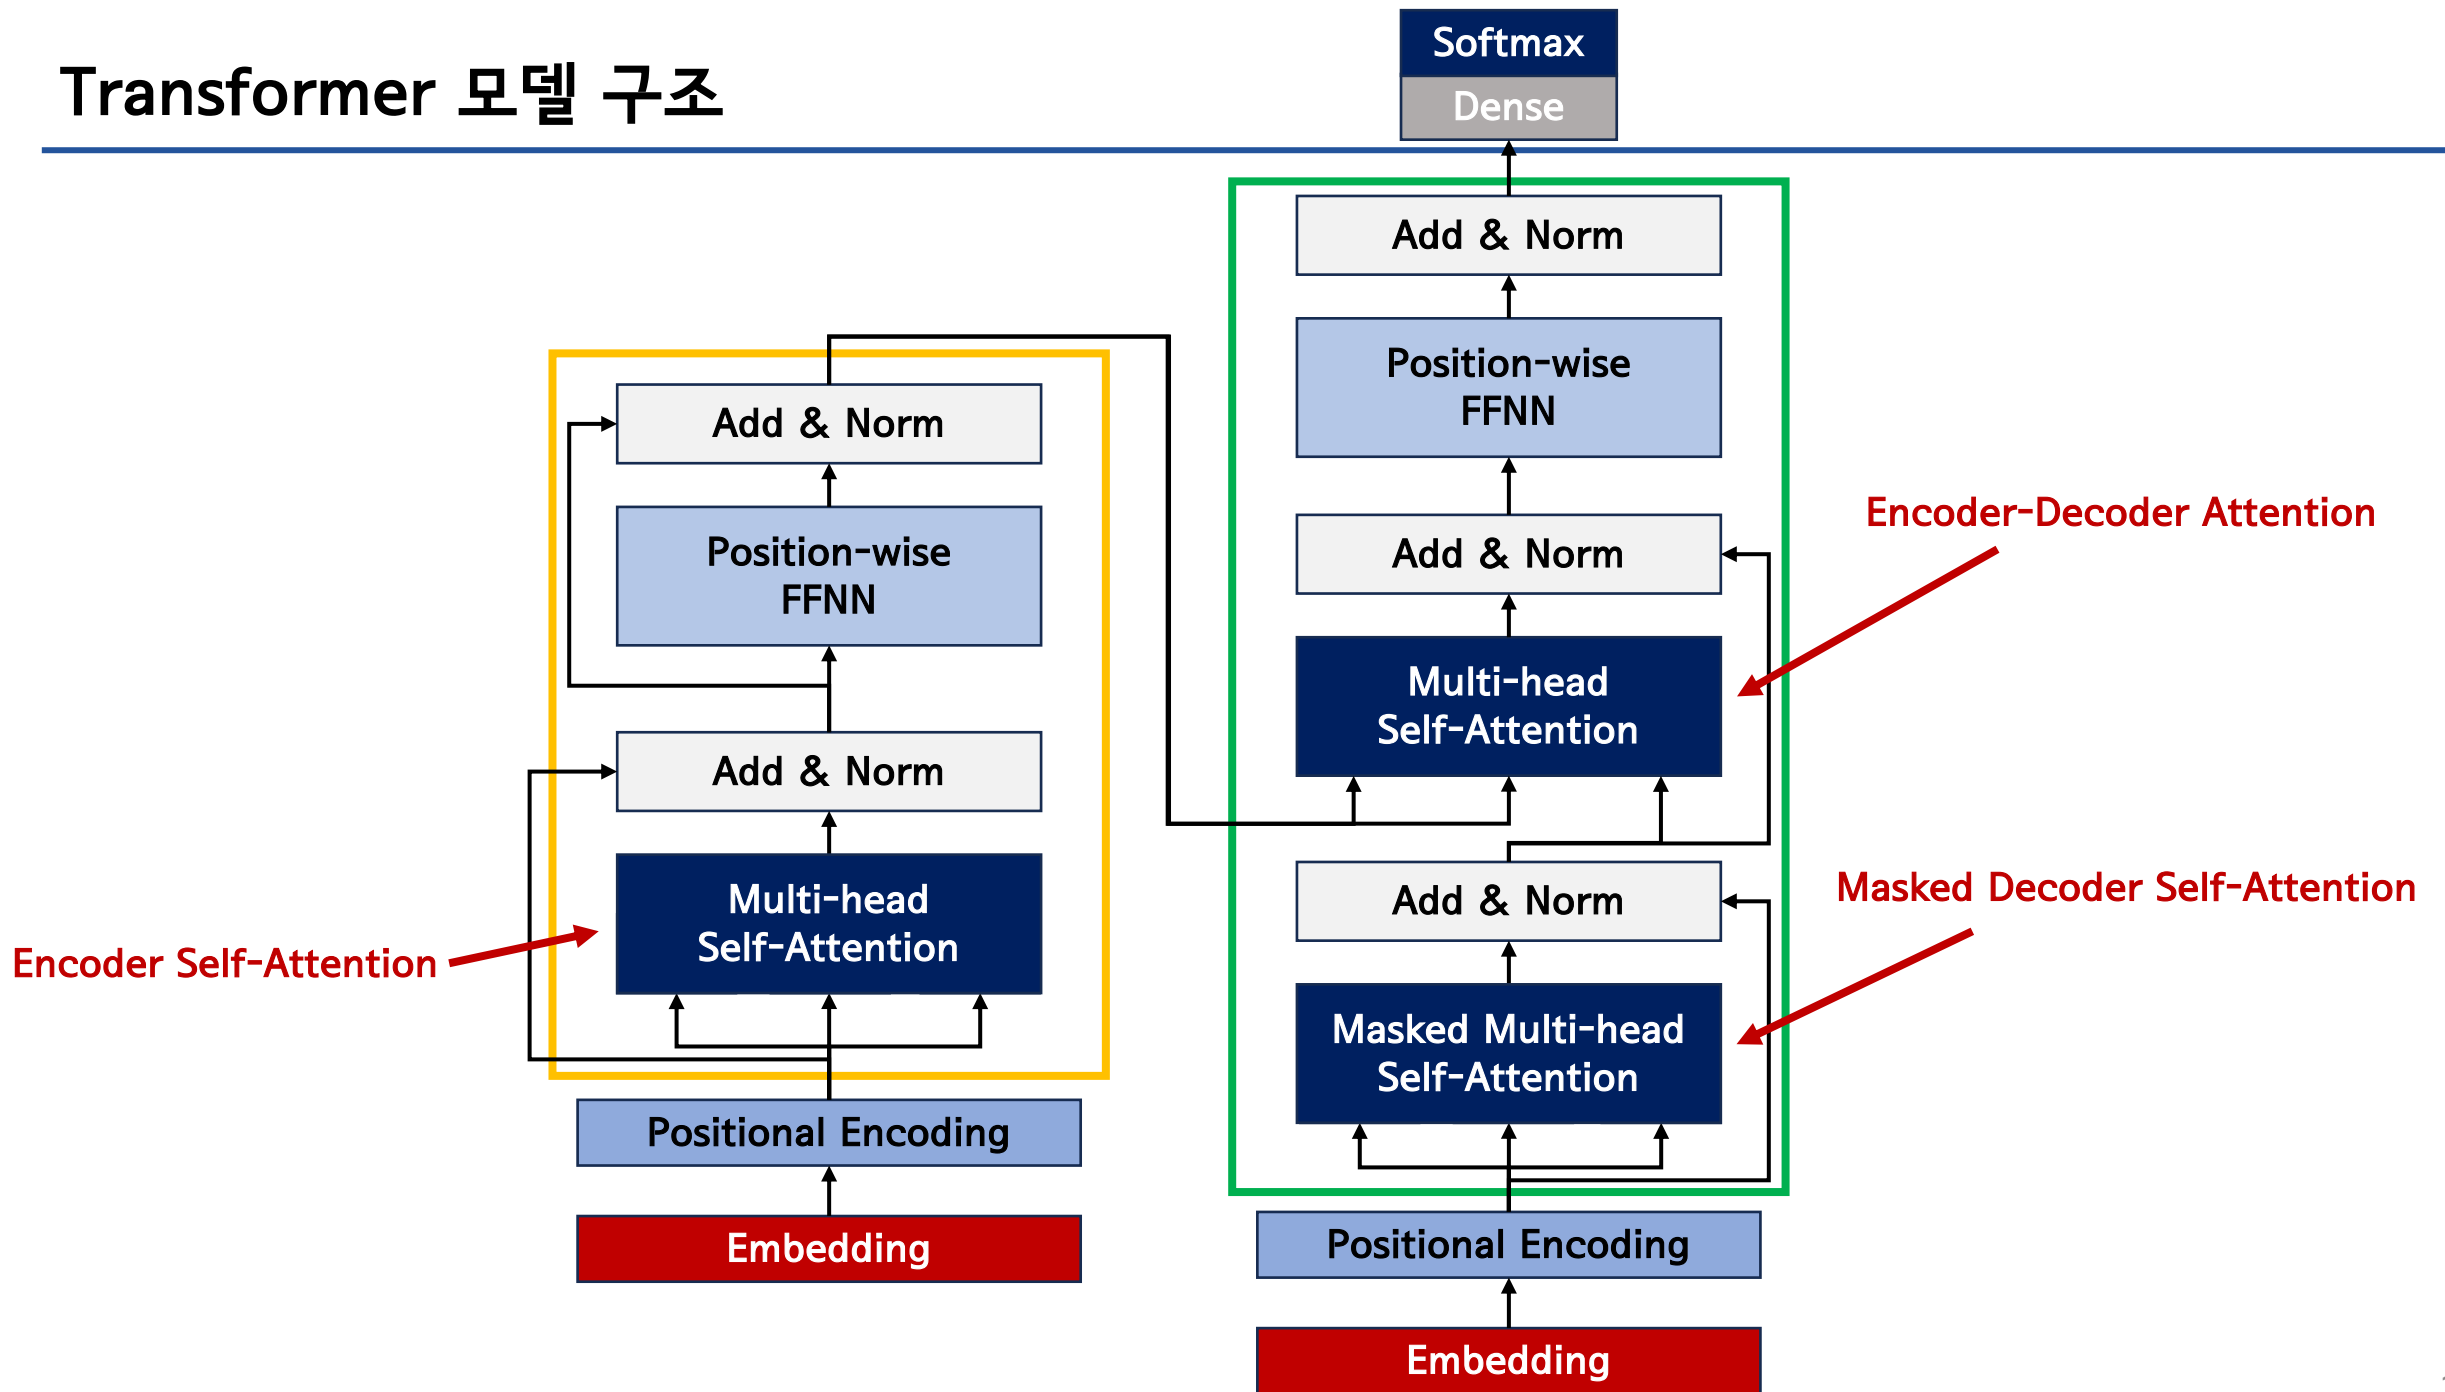 Transformer 모델 구조
Softmax
Dense
Add & Norm
Position-wise
FFNN
Add & Norm
Multi-head
Self-Attention
Add & Norm
Masked Multi-head
Self-Attention
Positional Encoding
Embedding
Encoder-Decoder Attention
Masked Decoder Self-Attention
Add & Norm
Position-wise
FFNN
Add & Norm
Multi-head
Self-Attention
Positional Encoding
Embedding
Encoder Self-Attention